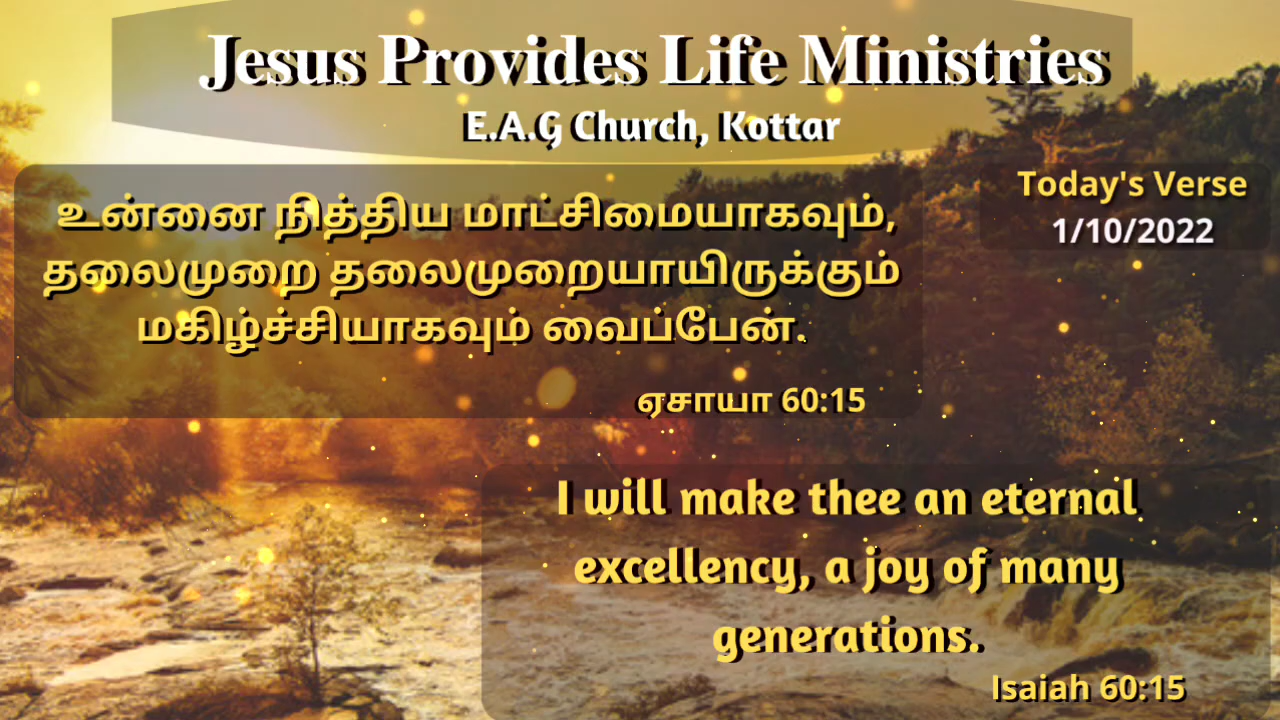 Jesus Provides Life Ministries
E.A.G Church, Kottar
உன்னை நித்திய மாட்சிமையாகவும்,
தலைமுறை தலைமுறையாயிருக்கும்
மகிழ்ச்சியாகவும் வைப்பேன்.
ஏசாயா 60:15
Today's Verse
1/10/2022
I will make thee an eternal
excellency, a joy of many
generations.
Isaiah 60:15